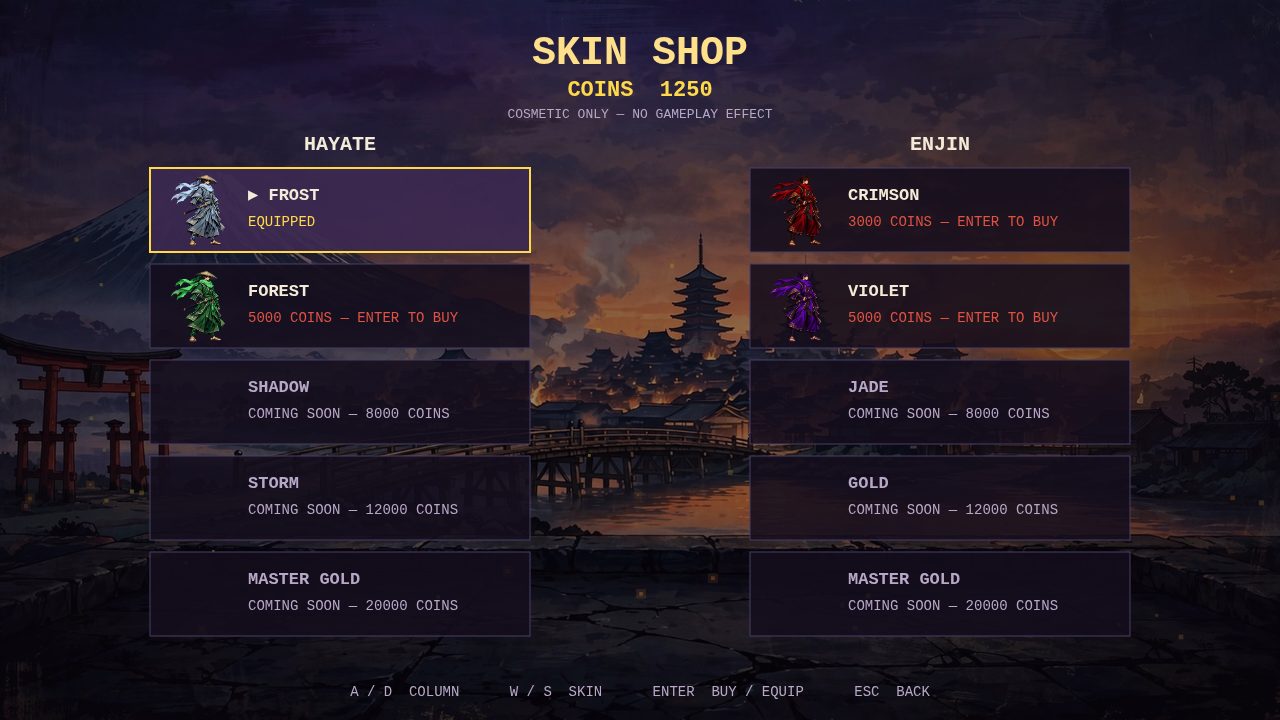 SKIN SHOP
COINS  1250
COSMETIC ONLY — NO GAMEPLAY EFFECT
HAYATE
▶ FROST
EQUIPPED
FOREST
5000 COINS — ENTER TO BUY
SHADOW
COMING SOON — 8000 COINS
STORM
COMING SOON — 12000 COINS
MASTER GOLD
COMING SOON — 20000 COINS
ENJIN
CRIMSON
3000 COINS — ENTER TO BUY
VIOLET
5000 COINS — ENTER TO BUY
JADE
COMING SOON — 8000 COINS
GOLD
COMING SOON — 12000 COINS
MASTER GOLD
COMING SOON — 20000 COINS
A / D  COLUMN      W / S  SKIN      ENTER  BUY / EQUIP      ESC  BACK